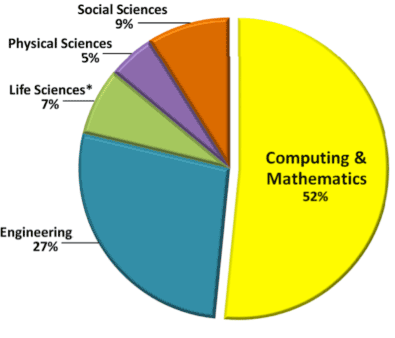 Social Sciences
9%
Physical Sciences
5%
Life Sciences*
7%
Computing &
Mathematics
52%
Engineering
27%